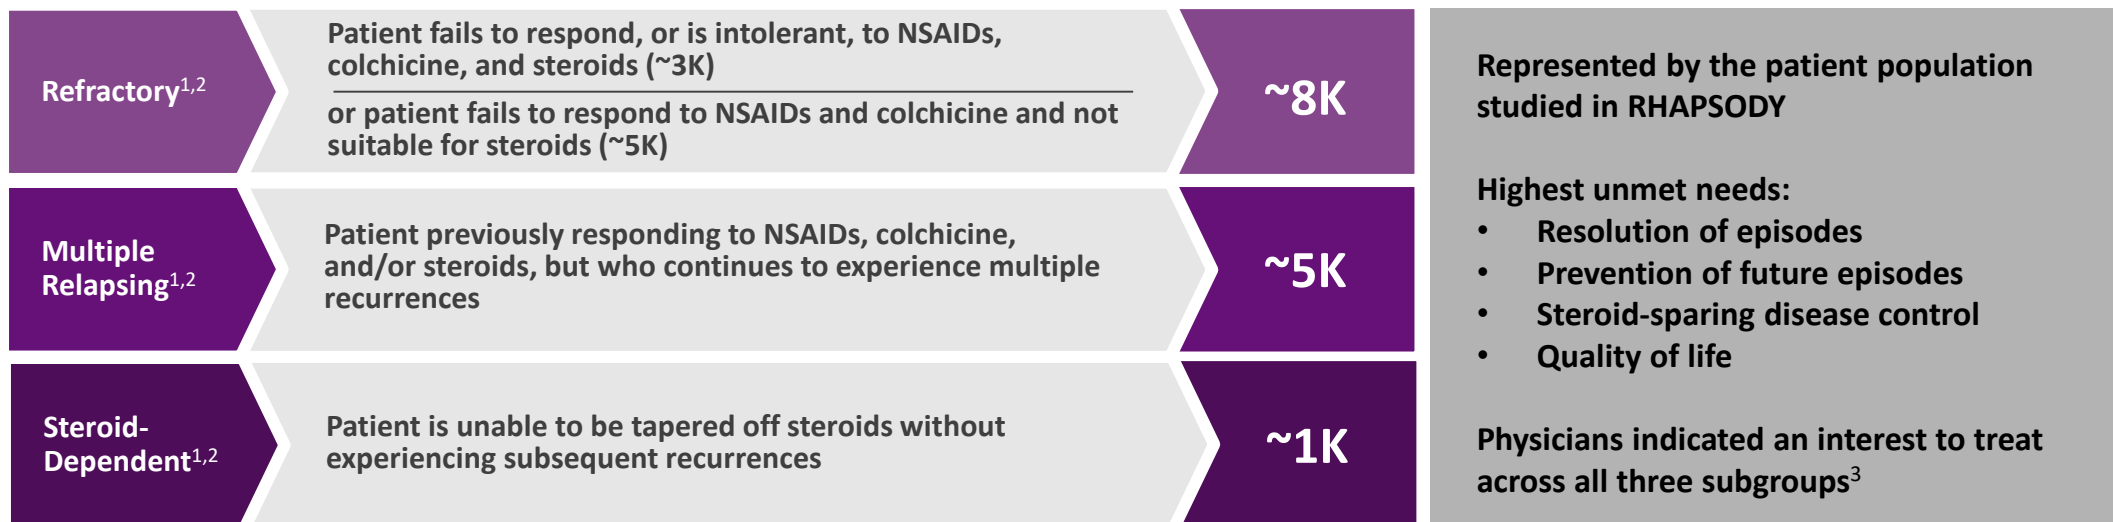 Refractory1,2
Patient fails to respond, or is intolerant, to NSAIDs,
colchicine, and steroids (~3K)
or patient fails to respond to NSAIDs and colchicine and not
suitable for steroids (~5K)
~8K
Multiple
Relapsing1,2
Patient previously responding to NSAIDs, colchicine,
and/or steroids, but who continues to experience multiple
recurrences
~5K
Steroid-
Dependent1,2
Patient is unable to be tapered off steroids without
experiencing subsequent recurrences
~1K
Represented by the patient population
studied in RHAPSODY
Highest unmet needs:
• Resolution of episodes
• Prevention of future episodes
• Steroid-sparing disease control
• Quality of life
Physicians indicated an interest to treat
across all three subgroups3